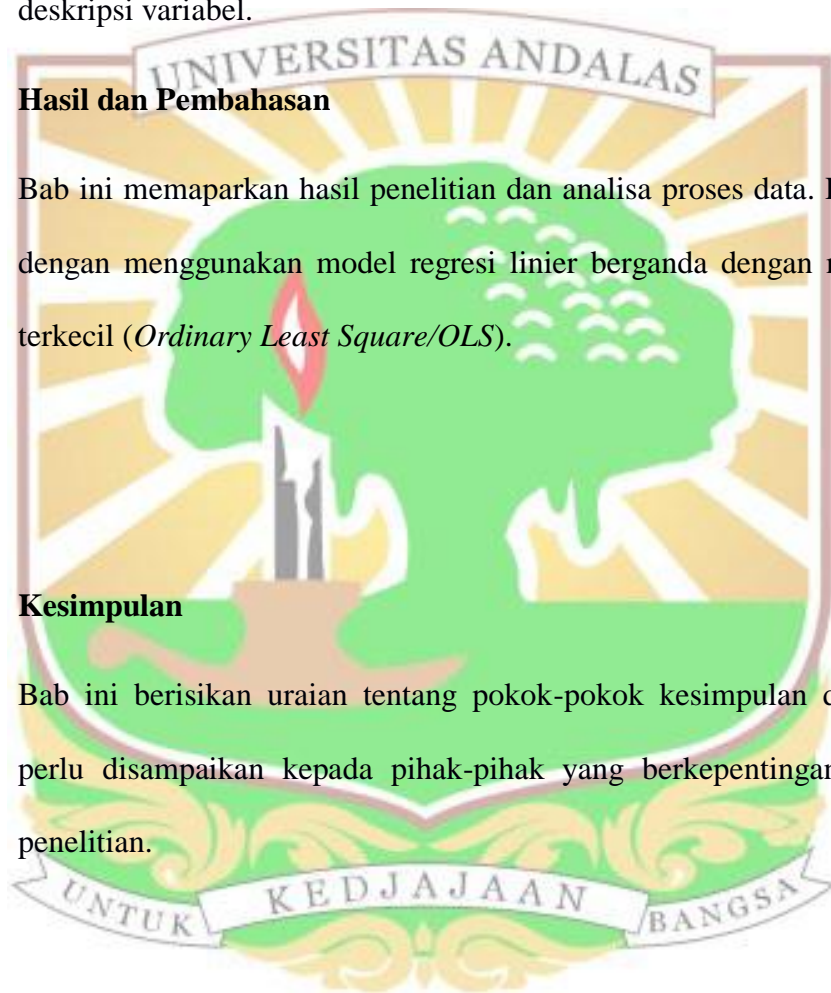 deskripsi variabel.
UNIVERSITAS ANDALAS
Hasil dan Pembahasan
Bab ini memaparkan hasil penelitian dan analisa proses data.
dengan menggunakan model regresi linier berganda dengan
terkecil (Ordinary Least Square/OLS).
Kesimpulan
Bab ini berisikan uraian tentang pokok-pokok kesimpulan
perlu disampaikan kepada pihak-pihak yang berkepentingan
penelitian.
UNTUK KEDJAJAAN BANGSA